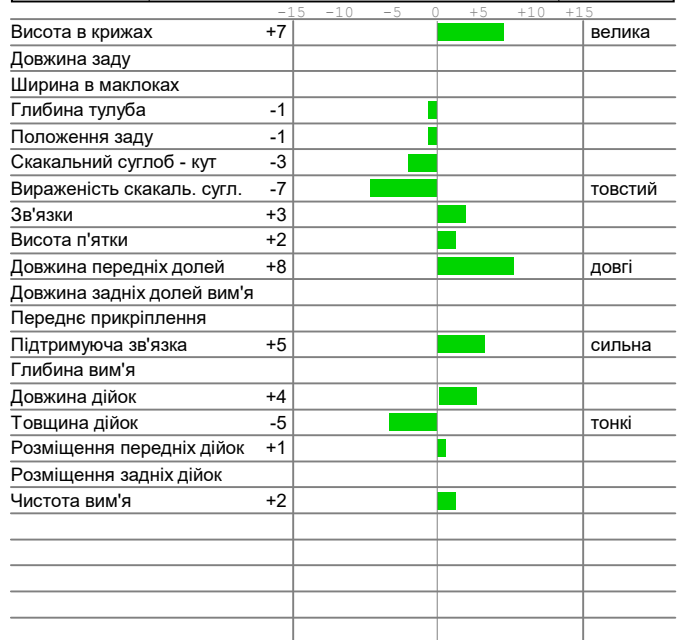 -15 -10 -5 0 +5 +10 +15
Висота в крижах +7 велика
Довжина заду
Ширина в маклоках
Глибина тулуба -1
Положення заду -1
Скакальний суглоб - кут -3
Вираженість скакаль. сугл. -7 товстий
Зв'язки +3
Висота п'ятки +2
Довжина передніх долей +8 довгі
Довжина задніх долей вим'я
Переднє прикріплення
Підтримуюча зв'язка +5 сильна
Глибина вим'я
Довжина дійок +4
Товщина дійок -5 тонкі
Розміщення передніх дійок +1
Розміщення задніх дійок
Чистота вим'я +2